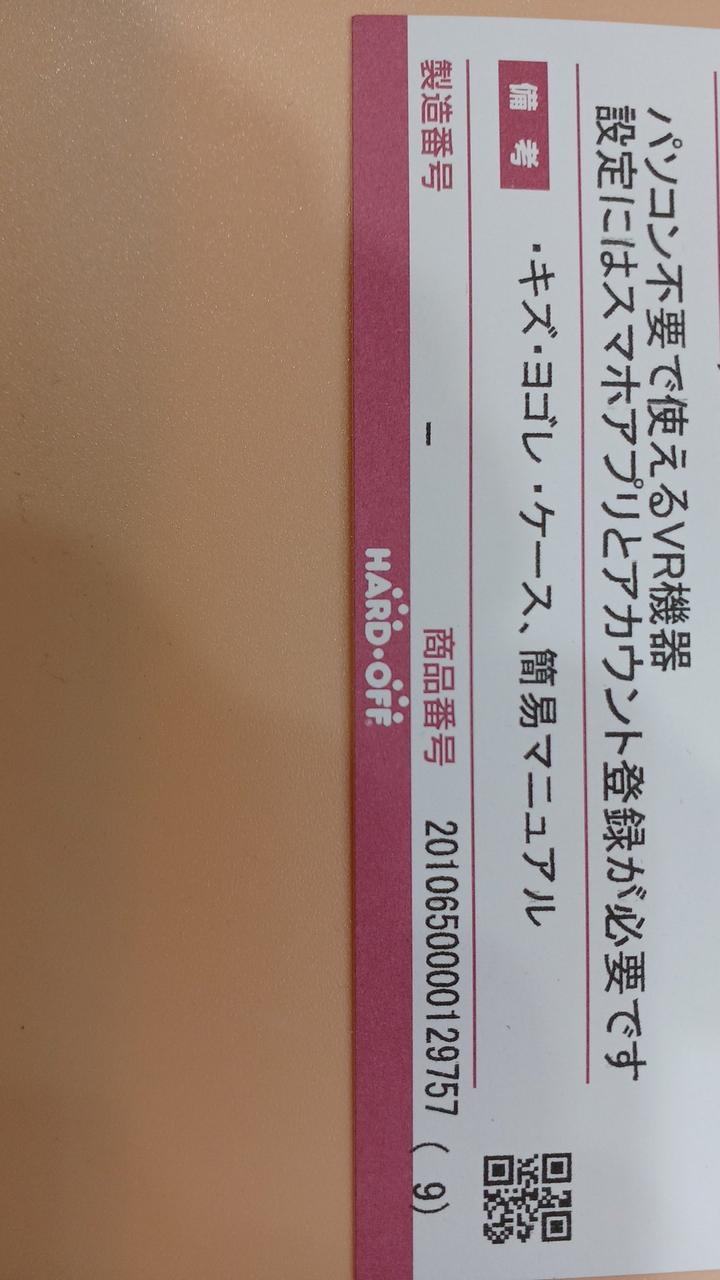 パソコン不要で使えるVR機器
設定にはスマホアプリとアカウント登録が必要です
備考
・キズ・ヨゴレ・ケース、簡易マニュアル
製造番号 － 商品番号 2010650000129757 ( 9)
HARD・OFF